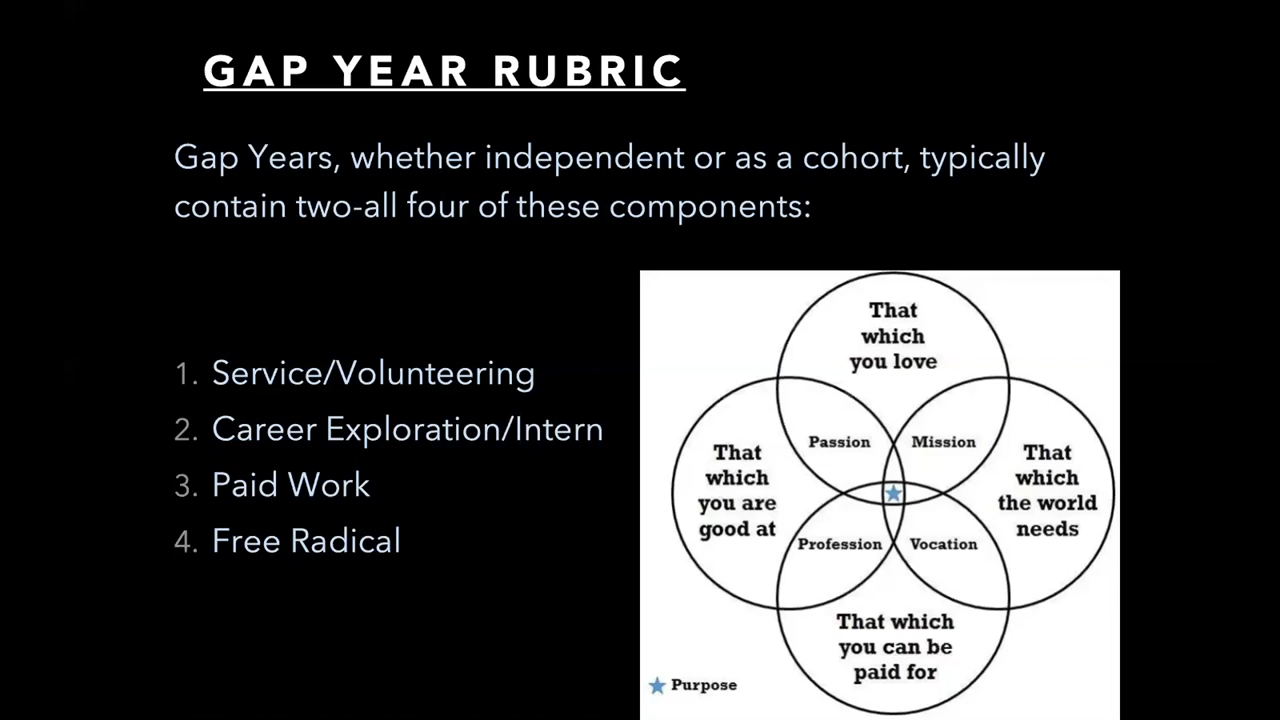 GAP YEAR RUBRIC
Gap Years, whether independent or as a cohort, typically
contain two-all four of these components:
1. Service/Volunteering
2. Career Exploration/Intern
3. Paid Work
4. Free Radical
That
which
you love
Passion
Mission
That
which
you are
good at
That
which
the world
needs
Profession
Vocation
That which
you can be
paid for
Purpose